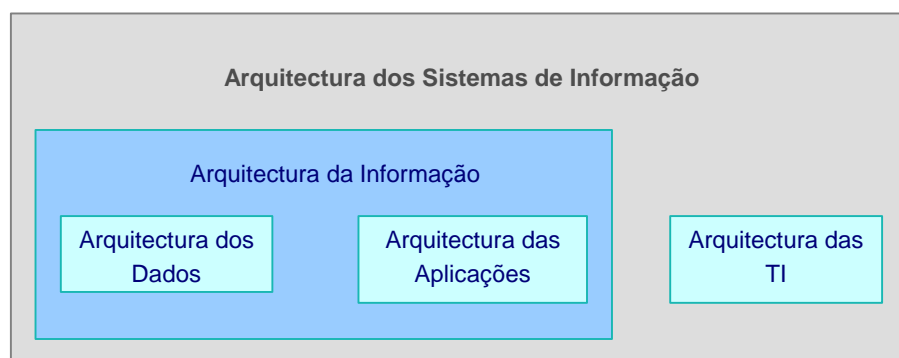 Arquitectura dos Sistemas de Informação
Arquitectura da Informação
Arquitectura dos
Dados
Arquitectura das
Aplicações
Arquitectura das
TI